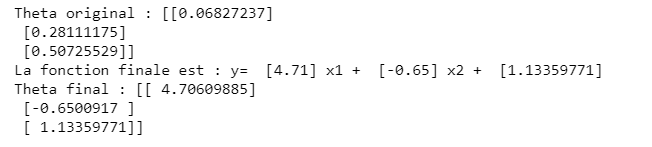 Theta original : [[0.06827237]
 [0.28111175]
 [0.50725529]]
La fonction finale est : y=  [4.71] x1 +  [-0.65] x2 +  [1.13359771]
Theta final : [[ 4.70609885]
 [-0.6500917 ]
 [ 1.13359771]]